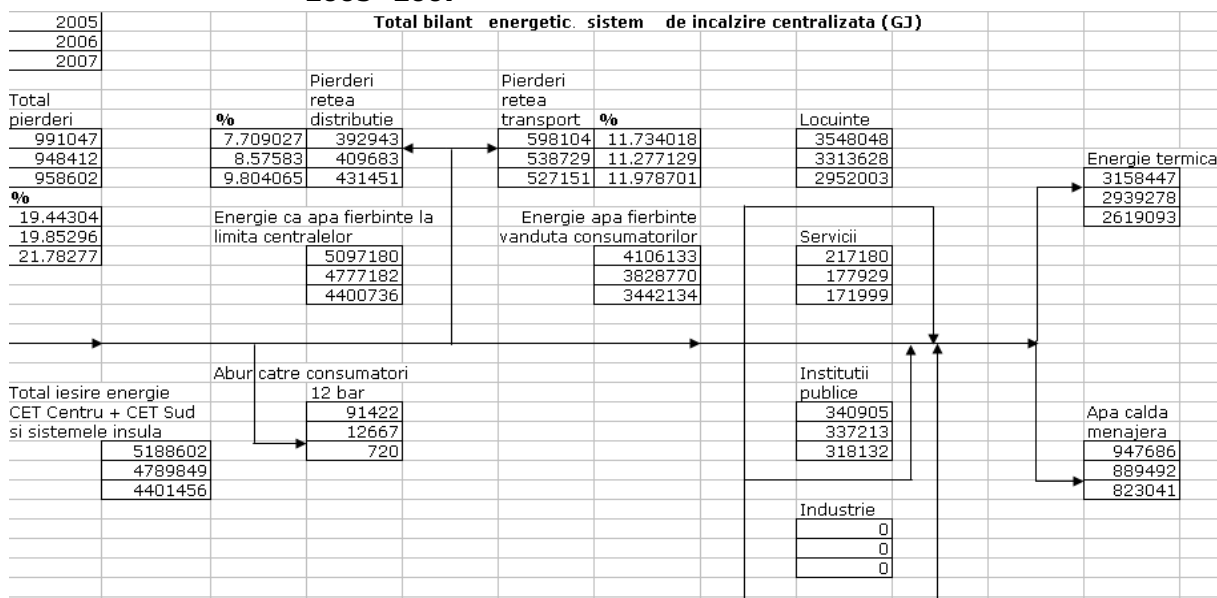 Total bilant energetic. sistem de incalzire centralizata (GJ)
2005
2006
2007
Total
pierderi
991047
948412
958602
%
19.44304
19.85296
21.78277
%
7.709027
8.57583
9.804065
Pierderi
retea
distributie
392943
409683
431451
Pierderi
retea
transport
598104
538729
527151
%
11.734018
11.277129
11.978701
Locuinte
3548048
3313628
2952003
Energie termica
3158447
2939278
2619093
Energie ca apa fierbinte la
limita centralelor
5097180
4777182
4400736
Energie apa fierbinte
vanduta consumatorilor
4106133
3828770
3442134
Servicii
217180
177929
171999
Total iesire energie
CET Centru + CET Sud
si sistemele insula
5188602
4789849
4401456
Abur catre consumatori
12 bar
91422
12667
720
Institutii
publice
340905
337213
318132
Apa calda
menajera
947686
889492
823041
Industrie
0
0
0